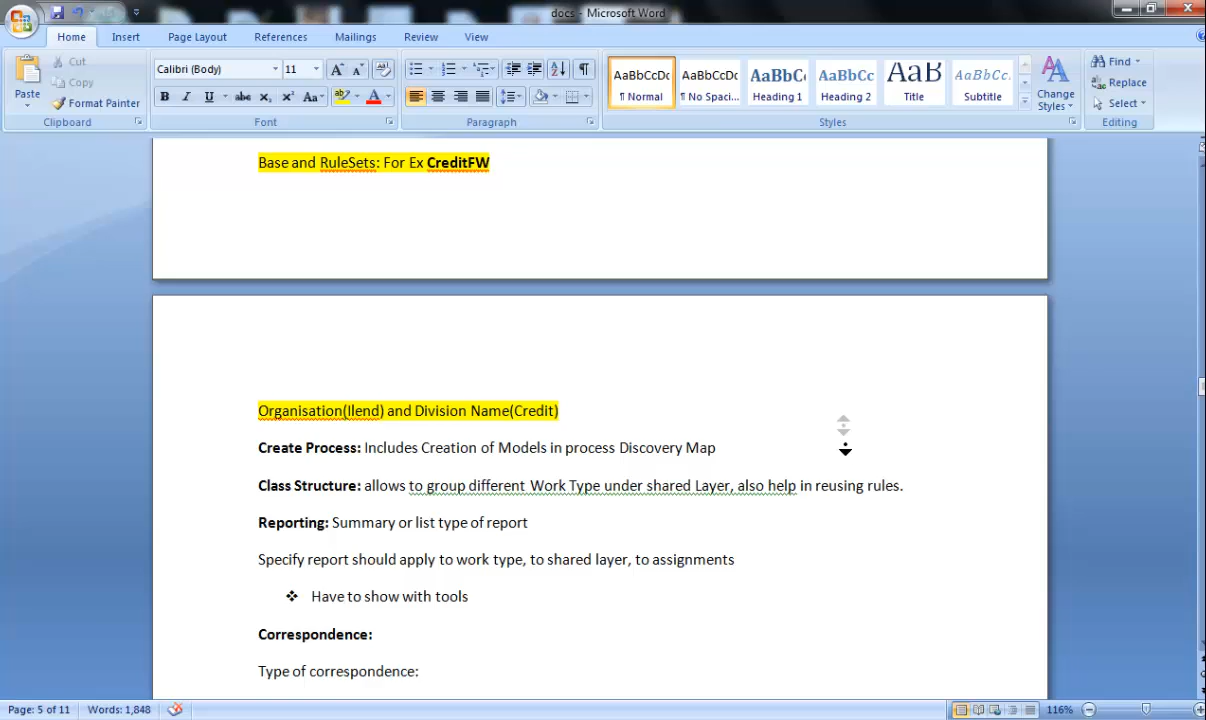 docs - Microsoft Word
Home Insert Page Layout References Mailings Review View
Paste Cut Copy Format Painter
Calibri (Body) 11
B I U abc x₂ x² Aa A
AaBbCcDc AaBbCcDc AaBbC AaBbCc AaB AaBbCc.
¶ Normal ¶ No Spaci... Heading 1 Heading 2 Title Subtitle
Change Styles
Find Replace Select
Clipboard Font Paragraph Styles Editing
Base and RuleSets: For Ex CreditFW
Organisation(Ilend) and Division Name(Credit)
Create Process: Includes Creation of Models in process Discovery Map
Class Structure: allows to group different Work Type under shared Layer, also help in reusing rules.
Reporting: Summary or list type of report
Specify report should apply to work type, to shared layer, to assignments
❖ Have to show with tools
Correspondence:
Type of correspondence:
Page: 5 of 11 Words: 1,848 116%